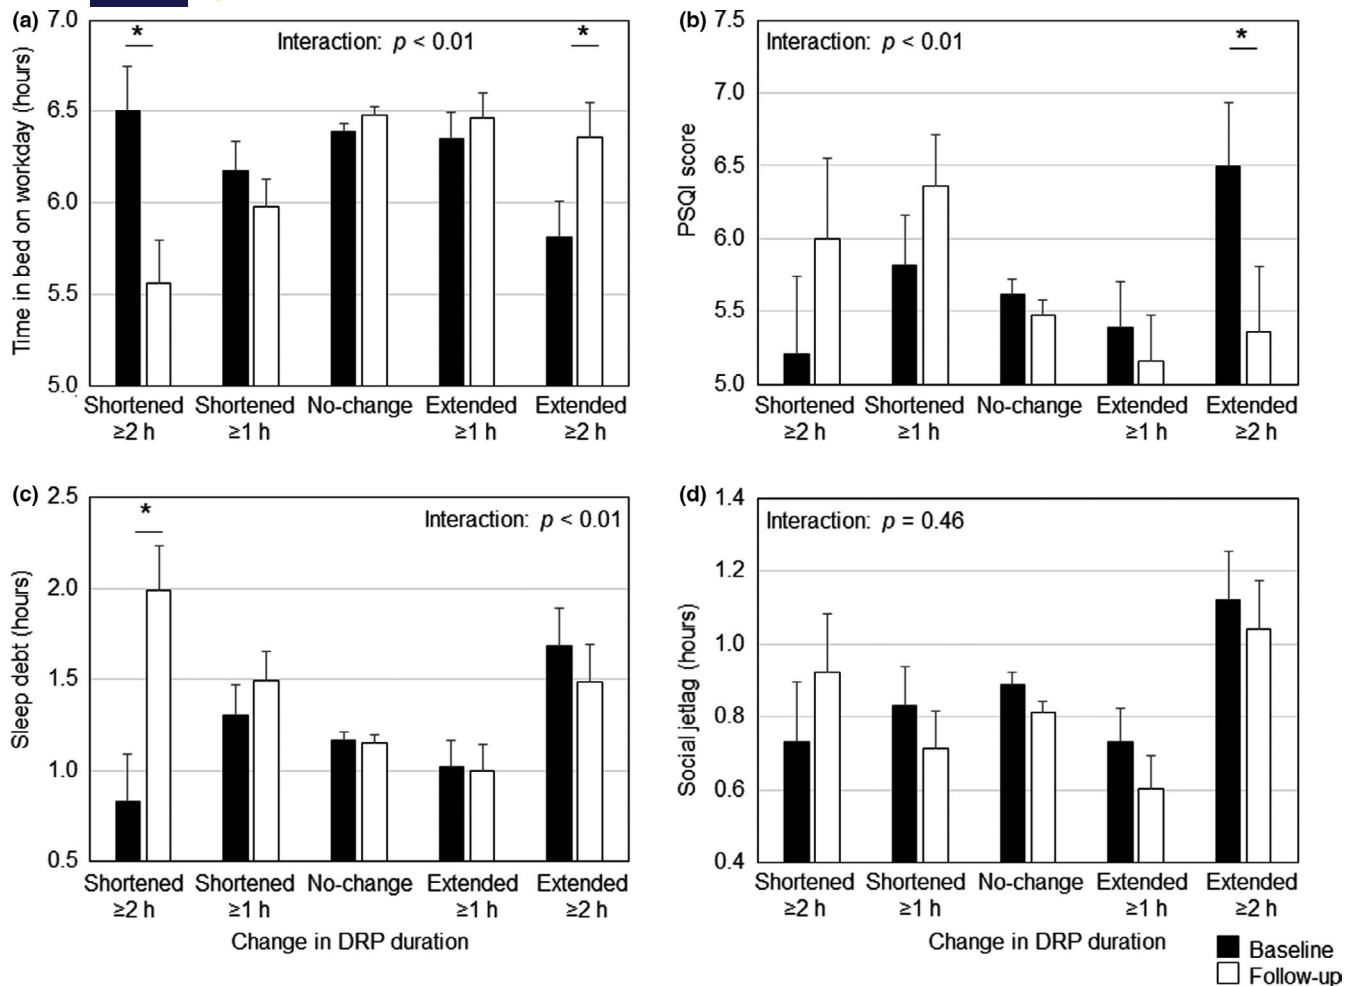 (a)
Time in bed on workday (hours)
7.0
6.5
6.0
5.5
5.0
*
Interaction: p < 0.01
*
Shortened Shortened No-change Extended Extended
≥2 h ≥1 h ≥1 h ≥2 h
(b)
PSQI score
7.5
7.0
6.5
6.0
5.5
5.0
Interaction: p < 0.01
*
Shortened Shortened No-change Extended Extended
≥2 h ≥1 h ≥1 h ≥2 h
(c)
Sleep debt (hours)
2.5
2.0
1.5
1.0
0.5
*
Interaction: p < 0.01
Shortened Shortened No-change Extended Extended
≥2 h ≥1 h ≥1 h ≥2 h
Change in DRP duration
(d)
Social jetlag (hours)
1.4
1.2
1.0
0.8
0.6
0.4
Interaction: p = 0.46
Shortened Shortened No-change Extended Extended
≥2 h ≥1 h ≥1 h ≥2 h
Change in DRP duration
Baseline
Follow-up